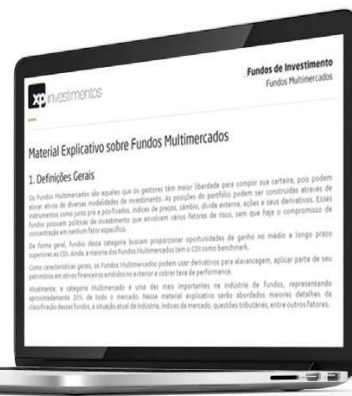 xp investimentos
Fundos de Investimento
Fundos Multimercados
Material Explicativo sobre Fundos Multimercados
1. Definições Gerais
Os Fundos Multimercados são aqueles que os gestores têm maior liberdade para compor sua carteira, pois podem
alocar ativos de diversas modalidades de investimento. As posições do portfólio podem ser construídas através de
instrumentos como juros pré e pós-fixados, índices de preços, câmbio, dívida externa, ações e seus derivativos. Esses
fundos possuem políticas de investimento que envolvem vários fatores de risco, sem que haja o compromisso de
concentração em nenhum fator específico.
De forma geral, fundos dessa categoria buscam proporcionar oportunidades de ganho no médio e longo prazo
superiores ao CDI. Ainda, a maioria dos Fundos Multimercados tem o CDI como benchmark.
Como características gerais, os Fundos Multimercados podem usar derivativos para alavancagem, aplicar parte de seu
patrimônio em ativos financeiros emitidos no exterior e cobrar taxa de performance.
Atualmente, a categoria Multimercado é uma das mais importantes na indústria de Fundos, representando
aproximadamente 20% de todo o mercado. Nesse material explicativo serão abordados maiores detalhes de
classificação desses fundos, a situação atual da indústria, índices de mercado, questões tributárias, entre outros fatores.